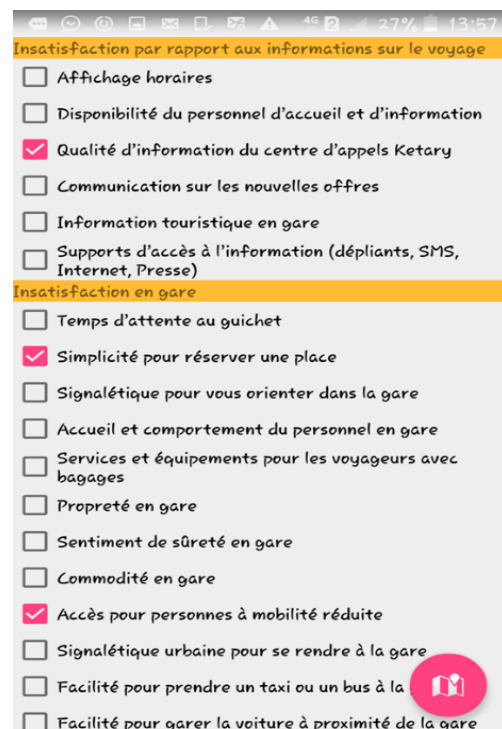 4G 2 27% 13:57
Insatisfaction par rapport aux informations sur le voyage
Affichage horaires
Disponibilité du personnel d'accueil et d'information
Qualité d'information du centre d'appels Ketary
Communication sur les nouvelles offres
Information touristique en gare
Supports d'accès à l'information (dépliants, SMS,
Internet, Presse)
Insatisfaction en gare
Temps d'attente au guichet
Simplicité pour réserver une place
Signalétique pour vous orienter dans la gare
Accueil et comportement du personnel en gare
Services et équipements pour les voyageurs avec
bagages
Propreté en gare
Sentiment de sûreté en gare
Commodité en gare
Accès pour personnes à mobilité réduite
Signalétique urbaine pour se rendre à la gare
Facilité pour prendre un taxi ou un bus à la
Facilité pour garer la voiture à proximité de la gare